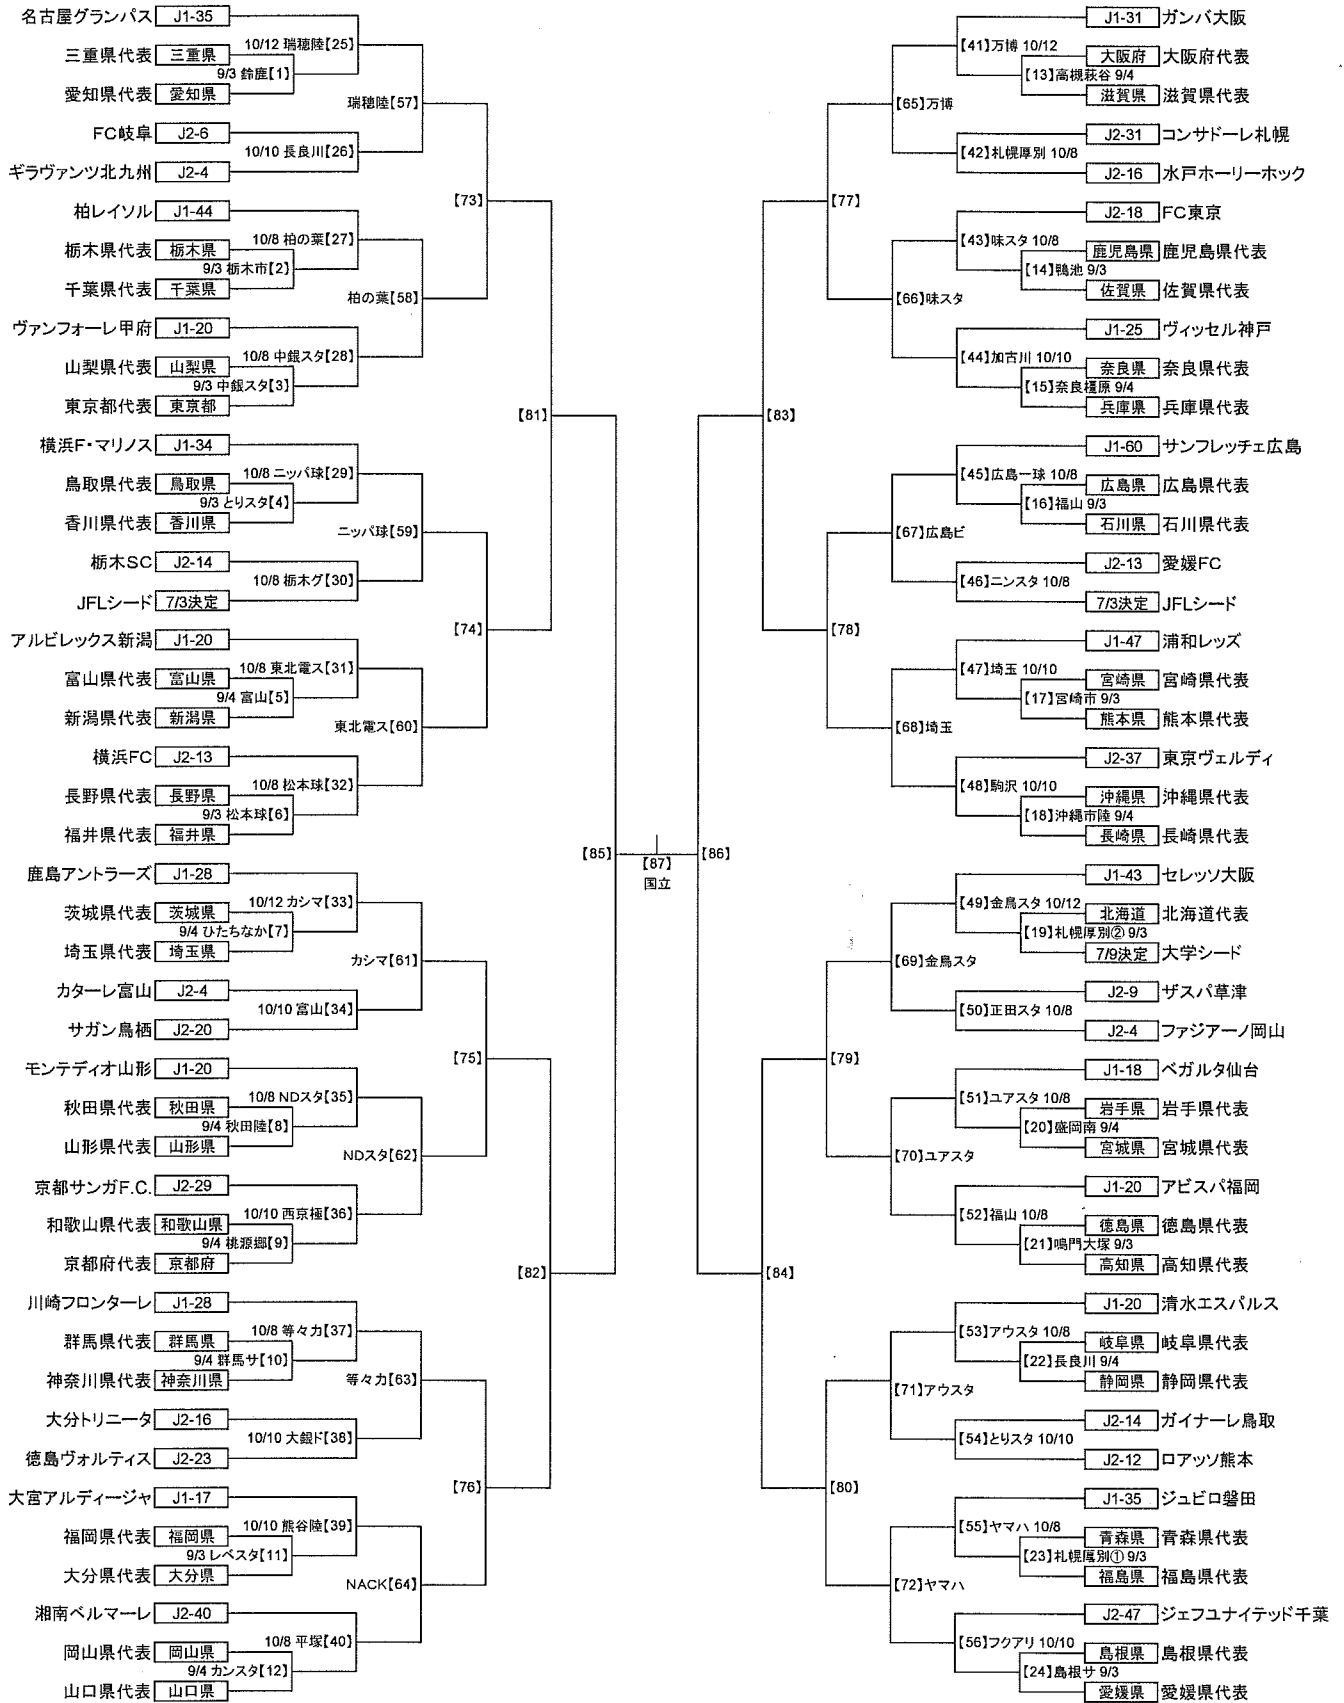 名古屋グランパス J1-35
10/12 瑞穂陸【25】
三重県代表 三重県
9/3 鈴鹿【1】
愛知県代表 愛知県
瑞穂陸【57】
FC岐阜 J2-6
10/10 長良川【26】
ギラヴァンツ北九州 J2-4
【73】
柏レイソル J1-44
10/8 柏の葉【27】
栃木県代表 栃木県
9/3 栃木市【2】
千葉県代表 千葉県
柏の葉【58】
ヴァンフォーレ甲府 J1-20
10/8 中銀スタ【28】
山梨県代表 山梨県
9/3 中銀スタ【3】
東京都代表 東京都
【81】
横浜F・マリノス J1-34
10/8 ニッパ球【29】
鳥取県代表 鳥取県
9/3 とりスタ【4】
香川県代表 香川県
ニッパ球【59】
栃木SC J2-14
10/8 栃木グ【30】
JFLシード 7/3決定
【74】
アルビレックス新潟 J1-20
10/8 東北電ス【31】
富山県代表 富山県
9/4 富山【5】
新潟県代表 新潟県
東北電ス【60】
横浜FC J2-13
10/8 松本球【32】
長野県代表 長野県
9/3 松本球【6】
福井県代表 福井県
【85】
鹿島アントラーズ J1-28
10/12 カシマ【33】
茨城県代表 茨城県
9/4 ひたちなか【7】
埼玉県代表 埼玉県
カシマ【61】
カターレ富山 J2-4
10/10 富山【34】
サガン鳥栖 J2-20
【75】
モンテディオ山形 J1-20
10/8 NDスタ【35】
秋田県代表 秋田県
9/4 秋田陸【8】
山形県代表 山形県
NDスタ【62】
京都サンガF.C. J2-29
10/10 西京極【36】
和歌山県代表 和歌山県
9/4 桃源郷【9】
京都府代表 京都府
【82】
川崎フロンターレ J1-28
10/8 等々力【37】
群馬県代表 群馬県
9/4 群馬サ【10】
神奈川県代表 神奈川県
等々力【63】
大分トリニータ J2-16
10/10 大銀ド【38】
徳島ヴォルティス J2-23
【76】
大宮アルディージャ J1-17
10/10 熊谷陸【39】
福岡県代表 福岡県
9/3 レベスタ【11】
大分県代表 大分県
NACK【64】
湘南ベルマーレ J2-40
10/8 平塚【40】
岡山県代表 岡山県
9/4 カンスタ【12】
山口県代表 山口県
【87】
国立
J1-31 ガンバ大阪
【41】万博 10/12
大阪府 大阪府代表
【13】高槻萩谷 9/4
滋賀県 滋賀県代表
【65】万博
J2-31 コンサドーレ札幌
【42】札幌厚別 10/8
J2-16 水戸ホーリーホック
【77】
J2-18 FC東京
【43】味スタ 10/8
鹿児島県 鹿児島県代表
【14】鴨池 9/3
佐賀県 佐賀県代表
【66】味スタ
J1-25 ヴィッセル神戸
【44】加古川 10/10
奈良県 奈良県代表
【15】奈良橿原 9/4
兵庫県 兵庫県代表
【83】
J1-60 サンフレッチェ広島
【45】広島一球 10/8
広島県 広島県代表
【16】福山 9/3
石川県 石川県代表
【67】広島ビ
J2-13 愛媛FC
【46】ニンスタ 10/8
7/3決定 JFLシード
【78】
J1-47 浦和レッズ
【47】埼玉 10/10
宮崎県 宮崎県代表
【17】宮崎市 9/3
熊本県 熊本県代表
【68】埼玉
J2-37 東京ヴェルディ
【48】駒沢 10/10
沖縄県 沖縄県代表
【18】沖縄市陸 9/4
長崎県 長崎県代表
【86】
J1-43 セレッソ大阪
【49】金鳥スタ 10/12
北海道 北海道代表
【19】札幌厚別② 9/3
7/9決定 大学シード
【69】金鳥スタ
J2-9 ザスパ草津
【50】正田スタ 10/8
J2-4 ファジアーノ岡山
【79】
J1-18 ベガルタ仙台
【51】ユアスタ 10/8
岩手県 岩手県代表
【20】盛岡南 9/4
宮城県 宮城県代表
【70】ユアスタ
J1-20 アビスパ福岡
【52】福山 10/8
徳島県 徳島県代表
【21】鳴門大塚 9/3
高知県 高知県代表
【84】
J1-20 清水エスパルス
【53】アウスタ 10/8
岐阜県 岐阜県代表
【22】長良川 9/4
静岡県 静岡県代表
【71】アウスタ
J2-14 ガイナーレ鳥取
【54】とりスタ 10/10
J2-12 ロアッソ熊本
【80】
J1-35 ジュビロ磐田
【55】ヤマハ 10/8
青森県 青森県代表
【23】札幌厚別① 9/3
福島県 福島県代表
【72】ヤマハ
J2-47 ジェフユナイテッド千葉
【56】フクアリ 10/10
島根県 島根県代表
【24】島根サ 9/3
愛媛県 愛媛県代表